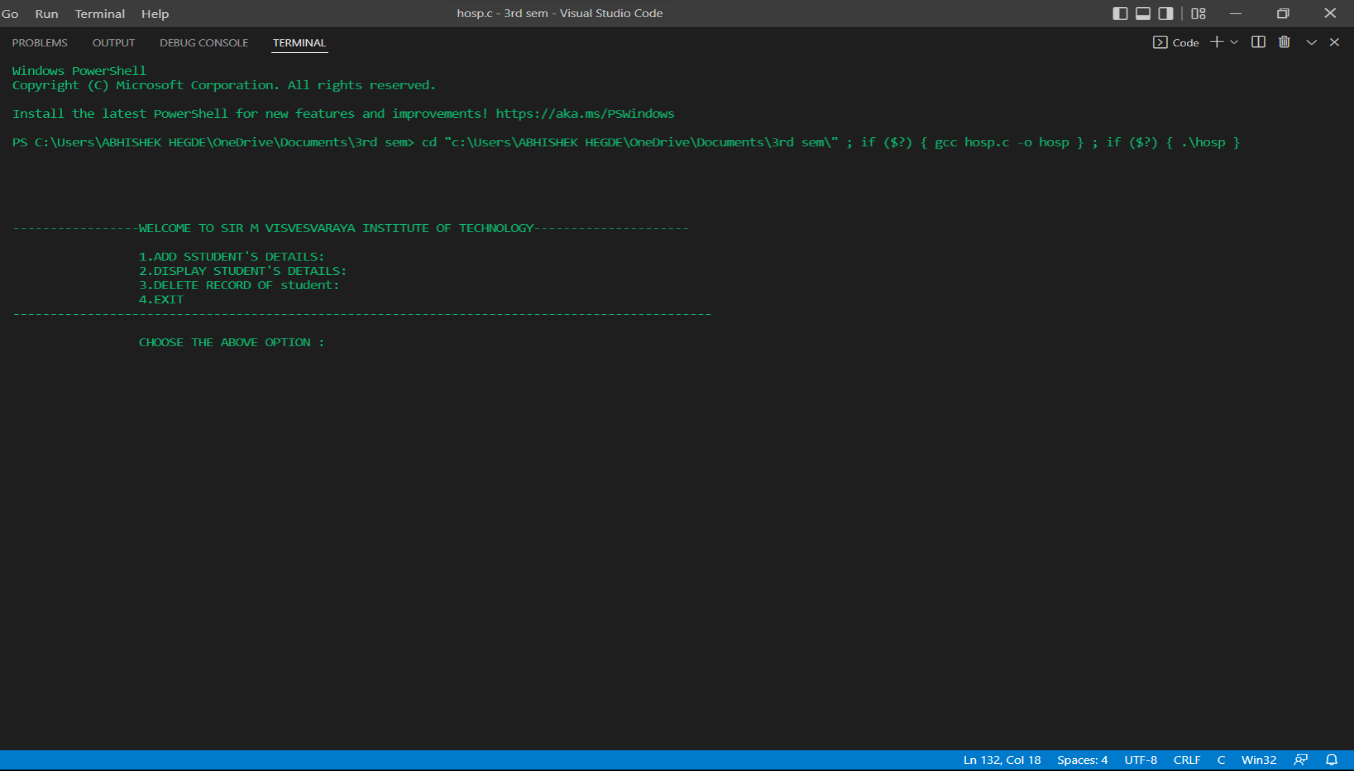 Go Run Terminal Help hosp.c - 3rd sem - Visual Studio Code
PROBLEMS OUTPUT DEBUG CONSOLE TERMINAL Code
Windows PowerShell
Copyright (C) Microsoft Corporation. All rights reserved.
Install the latest PowerShell for new features and improvements! https://aka.ms/PSWindows
PS C:\Users\ABHISHEK HEGDE\OneDrive\Documents\3rd sem> cd "c:\Users\ABHISHEK HEGDE\OneDrive\Documents\3rd sem\" ; if ($?) { gcc hosp.c -o hosp } ; if ($?) { .\hosp }
-----------------WELCOME TO SIR M VISVESVARAYA INSTITUTE OF TECHNOLOGY---------------------
1.ADD SSTUDENT'S DETAILS:
2.DISPLAY STUDENT'S DETAILS:
3.DELETE RECORD OF student:
4.EXIT
----------------------------------------------------------------------------------------------
CHOOSE THE ABOVE OPTION :
Ln 132, Col 18 Spaces: 4 UTF-8 CRLF C Win32